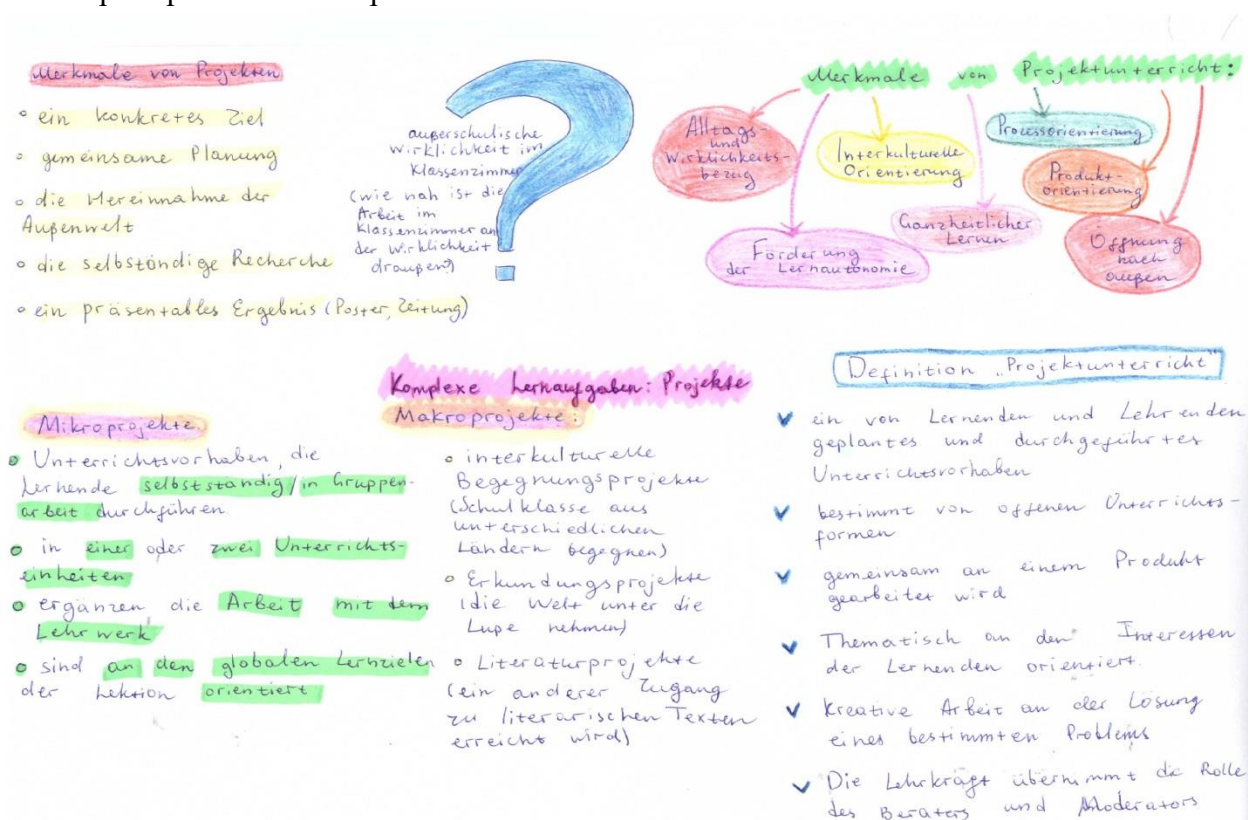 Merkmale von Projekten
ein konkretes Ziel
gemeinsame Planung
die Hereinnahme der
Außenwelt
die selbständige Recherche
ein präsentables Ergebnis (Poster, Zeitung)
außerschulische
Wirklichkeit im
Klassenzimmer
(wie nah ist die
Arbeit im
Klassenzimmer an
der Wirklichkeit
draußen)
Merkmale von Projektunterricht:
Alltags-
und
Wirklichkeits-
bezug
Förderung
der Lernautonomie
Interkulturelle
Orientierung
Ganzheitlicher
Lernen
Processorientierung
Produkt-
orientierung
Öffnung
nach
außen
Komplexe Lernaufgaben: Projekte
Mikroprojekte
Unterrichtsvorhaben, die
Lernende selbstständig/in Gruppen-
arbeit durchführen
in einer oder zwei Unterrichts-
einheiten
ergänzen die Arbeit mit dem
Lehrwerk
sind an den globalen Lernzielen
der Lektion orientiert
Makroprojekte:
interkulturelle
Begegnungsprojekte
(Schulklasse aus
unterschiedlichen
Ländern begegnen)
Erkundungsprojekte
(die Welt unter die
Lupe nehmen)
Literaturprojekte
(ein anderer Zugang
zu literarischen Texten
erreicht wird)
Definition „Projektunterricht"
ein von Lernenden und Lehrenden
geplantes und durchgeführtes
Unterrichtsvorhaben
bestimmt von offenen Unterrichts-
formen
gemeinsam an einem Produkt
gearbeitet wird
Thematisch an den Interessen
der Lernenden orientiert.
Kreative Arbeit an der Lösung
eines bestimmten Problems
Die Lehrkraft übernimmt die Rolle
des Beraters und Moderators